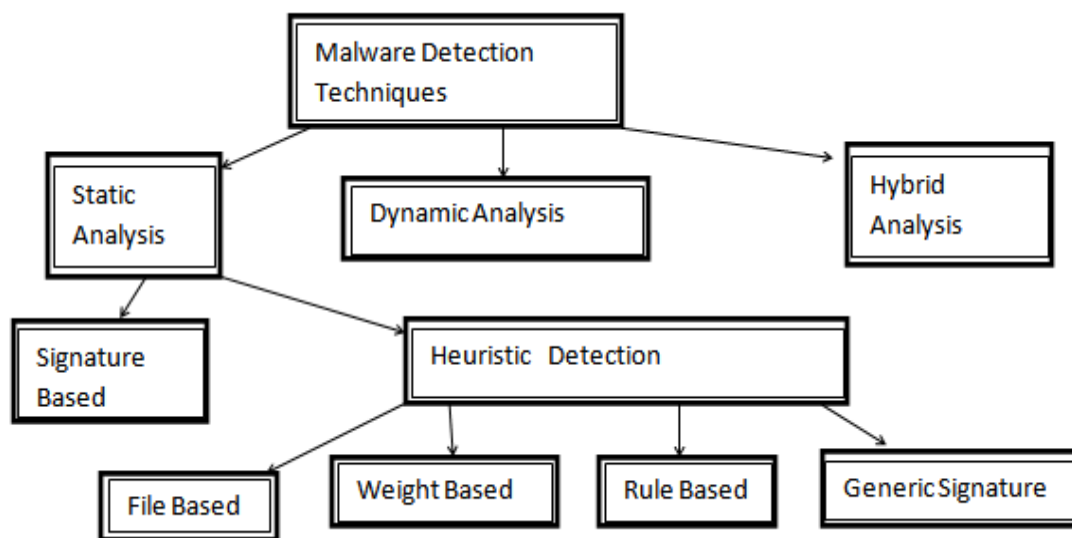 Malware Detection
Techniques
Static
Analysis
Dynamic Analysis
Hybrid
Analysis
Signature
Based
Heuristic Detection
File Based
Weight Based
Rule Based
Generic Signature